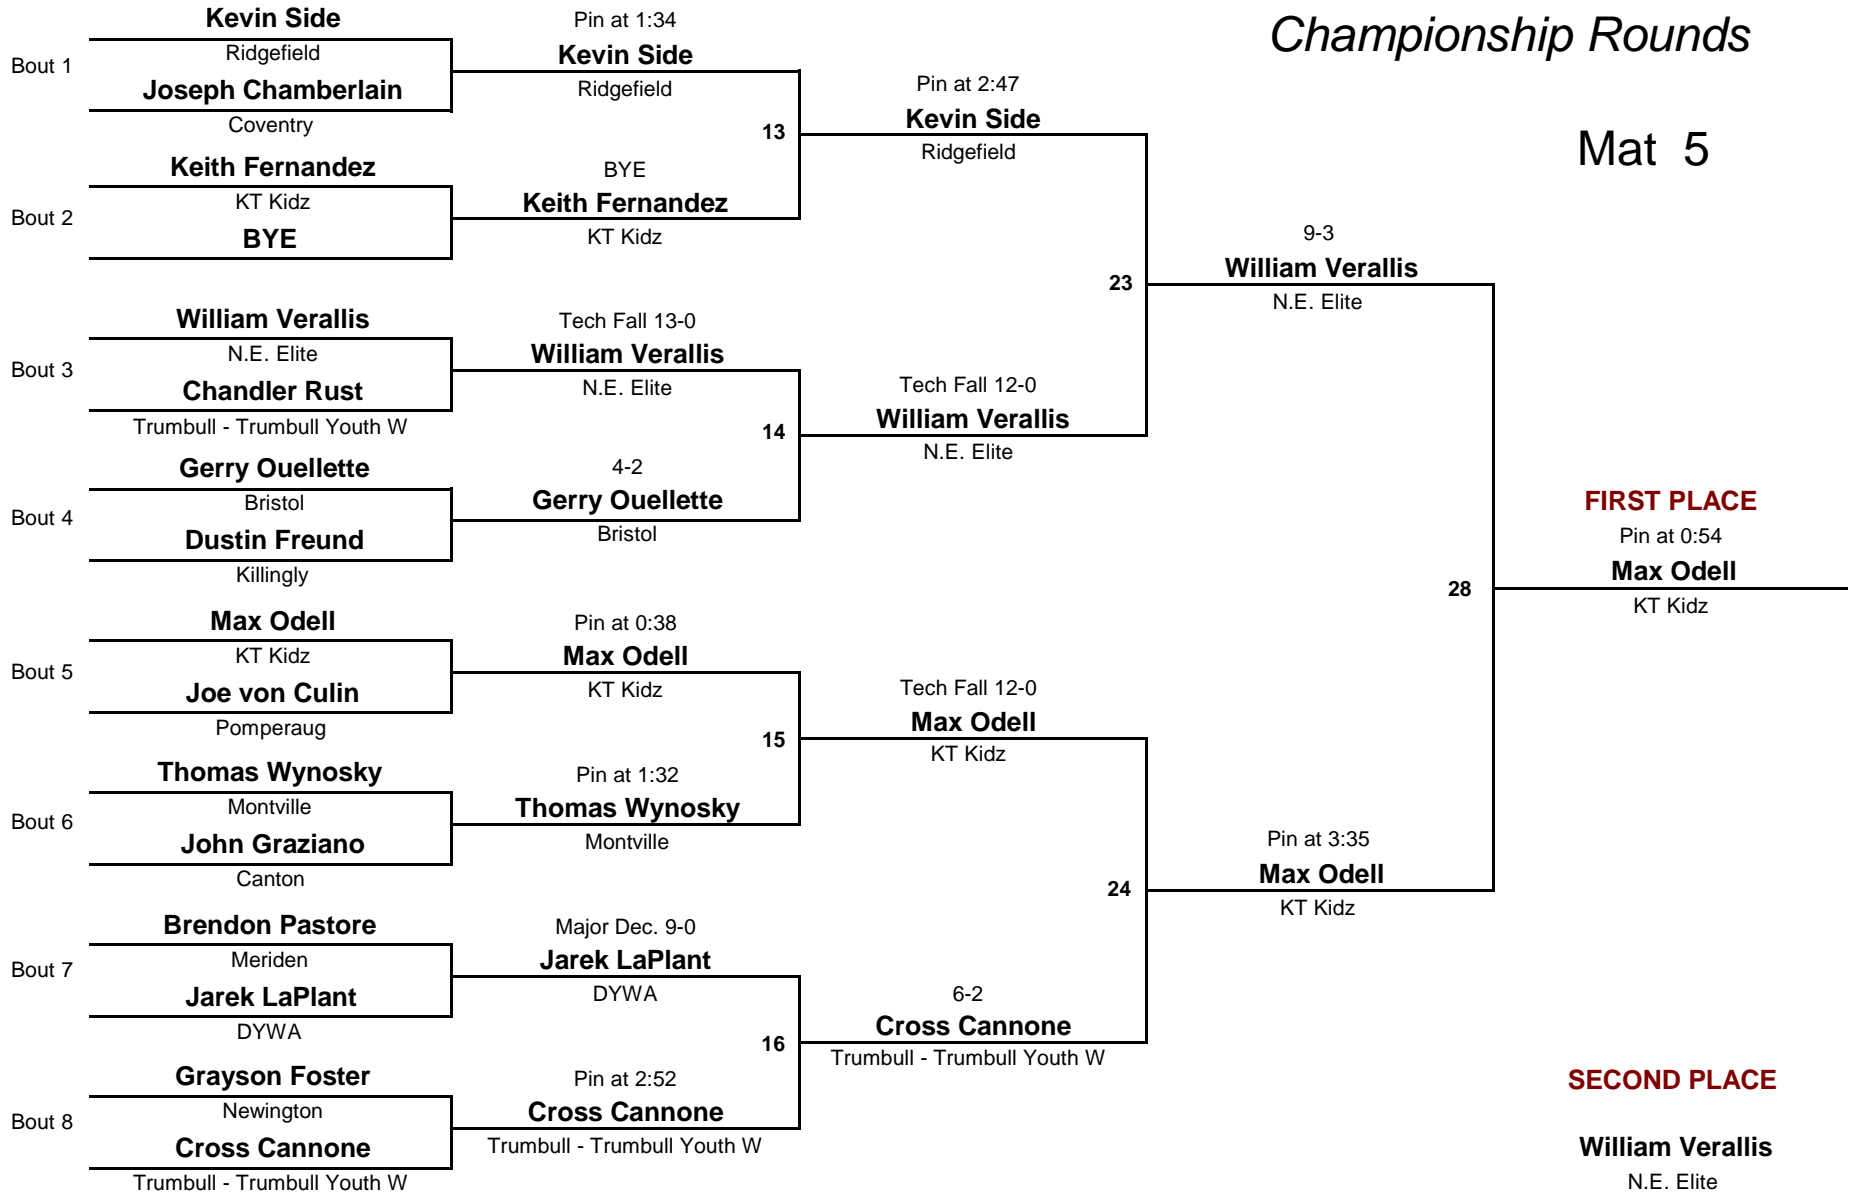 Championship Rounds
Mat 5
Bout 1
Kevin Side
Ridgefield
Joseph Chamberlain
Coventry
Bout 2
Keith Fernandez
KT Kidz
BYE
Bout 3
William Verallis
N.E. Elite
Chandler Rust
Trumbull - Trumbull Youth W
Bout 4
Gerry Ouellette
Bristol
Dustin Freund
Killingly
Bout 5
Max Odell
KT Kidz
Joe von Culin
Pomperaug
Bout 6
Thomas Wynosky
Montville
John Graziano
Canton
Bout 7
Brendon Pastore
Meriden
Jarek LaPlant
DYWA
Bout 8
Grayson Foster
Newington
Cross Cannone
Trumbull - Trumbull Youth W
Pin at 1:34
Kevin Side
Ridgefield
13
BYE
Keith Fernandez
KT Kidz
Tech Fall 13-0
William Verallis
N.E. Elite
14
4-2
Gerry Ouellette
Bristol
Pin at 0:38
Max Odell
KT Kidz
15
Pin at 1:32
Thomas Wynosky
Montville
Major Dec. 9-0
Jarek LaPlant
DYWA
16
Pin at 2:52
Cross Cannone
Trumbull - Trumbull Youth W
Pin at 2:47
Kevin Side
Ridgefield
23
Tech Fall 12-0
William Verallis
N.E. Elite
Tech Fall 12-0
Max Odell
KT Kidz
24
6-2
Cross Cannone
Trumbull - Trumbull Youth W
9-3
William Verallis
N.E. Elite
28
Pin at 3:35
Max Odell
KT Kidz
FIRST PLACE
Pin at 0:54
Max Odell
KT Kidz
SECOND PLACE
William Verallis
N.E. Elite